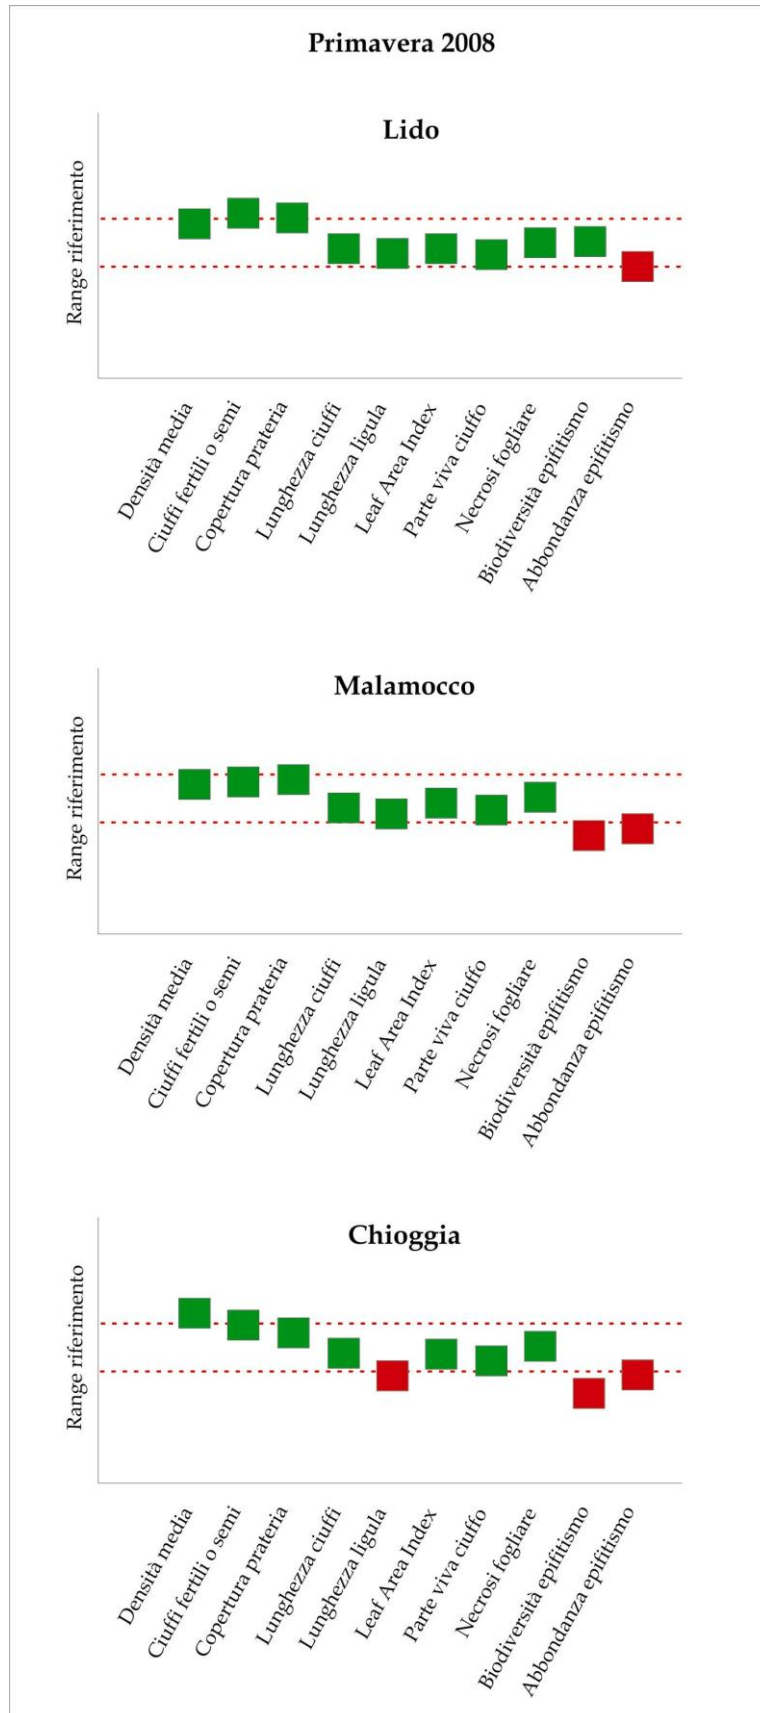 Primavera 2008
Lido
Range riferimento
Densità media
Ciuffi fertili o semi
Copertura prateria
Lunghezza ciuffi
Lunghezza ligula
Leaf Area Index
Parte viva ciuffo
Necrosi fogliare
Biodiversità epifitismo
Abbondanza epifitismo
Malamocco
Range riferimento
Densità media
Ciuffi fertili o semi
Copertura prateria
Lunghezza ciuffi
Lunghezza ligula
Leaf Area Index
Parte viva ciuffo
Necrosi fogliare
Biodiversità epifitismo
Abbondanza epifitismo
Chioggia
Range riferimento
Densità media
Ciuffi fertili o semi
Copertura prateria
Lunghezza ciuffi
Lunghezza ligula
Leaf Area Index
Parte viva ciuffo
Necrosi fogliare
Biodiversità epifitismo
Abbondanza epifitismo